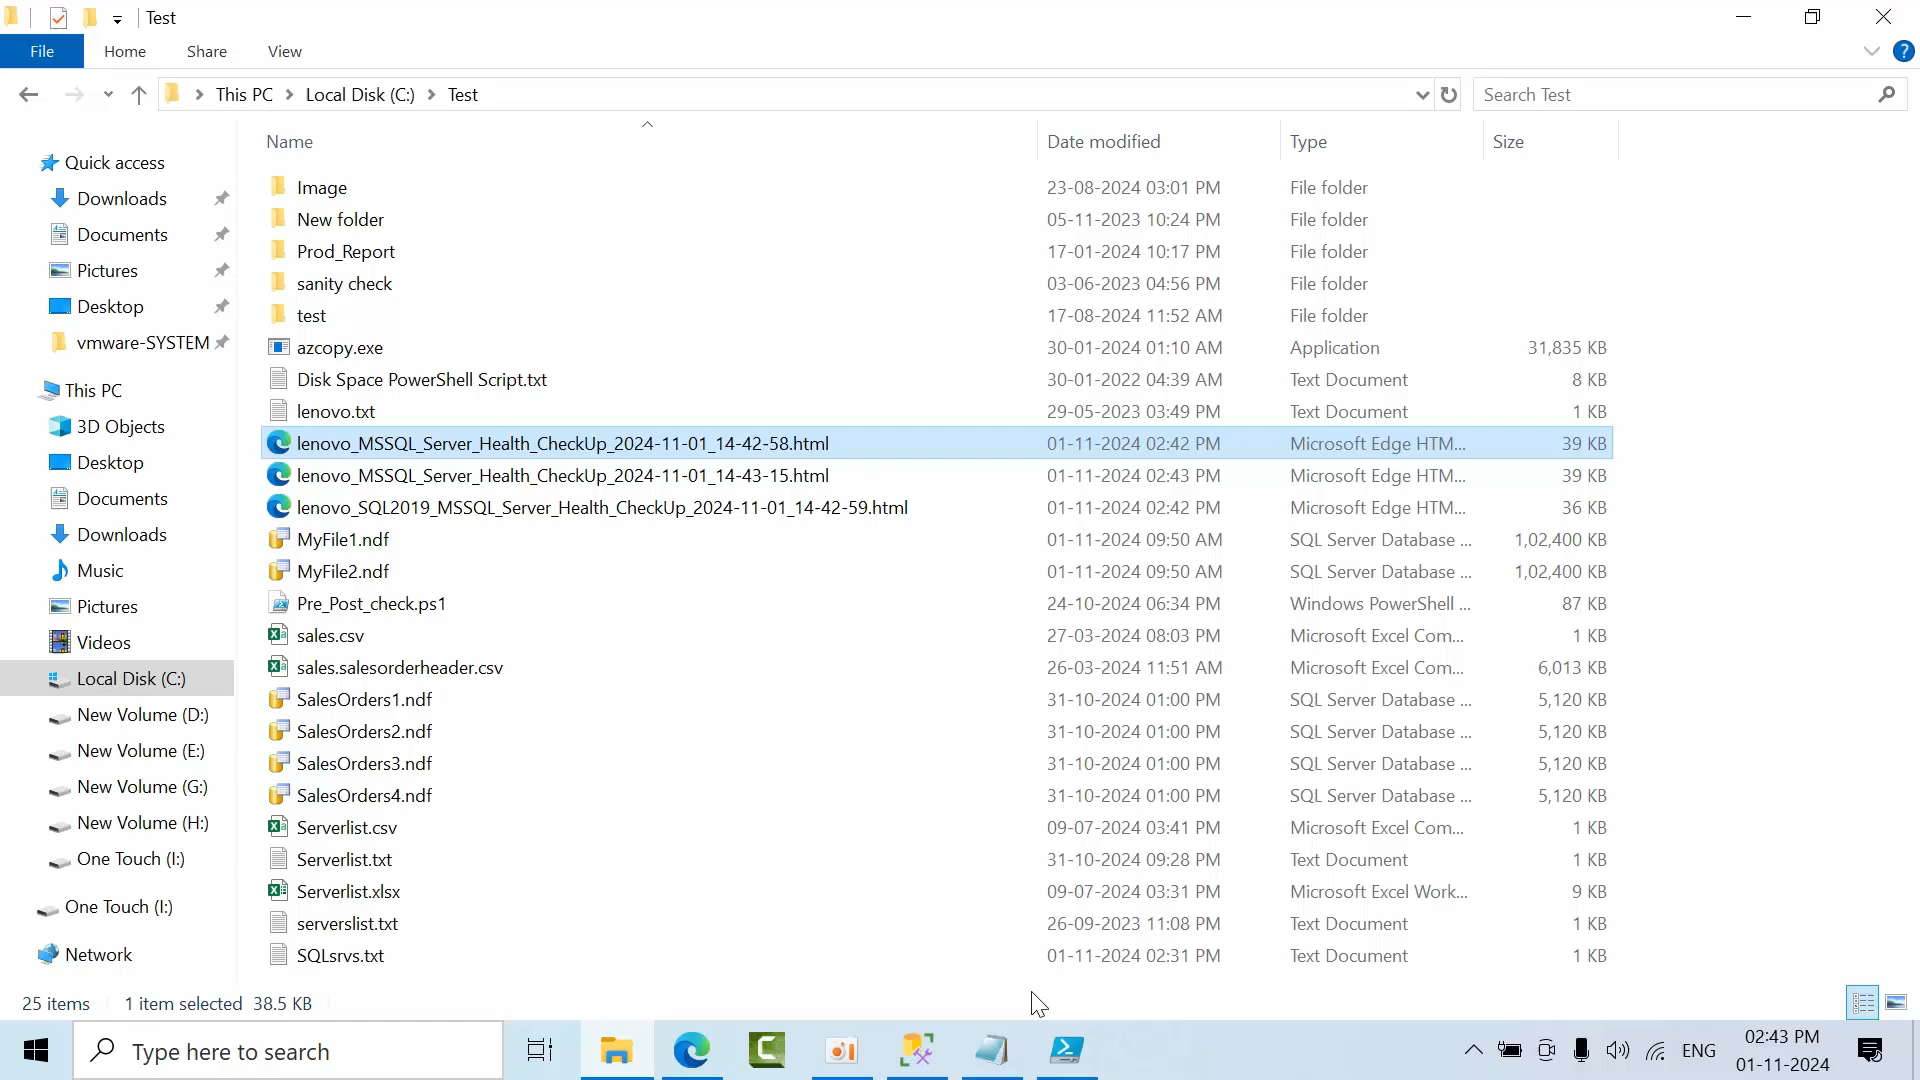 Test
File Home Share View
This PC Local Disk (C:) Test
Search Test
Name Date modified Type Size
Quick access
Downloads
Documents
Pictures
Desktop
vmware-SYSTEM
This PC
3D Objects
Desktop
Documents
Downloads
Music
Pictures
Videos
Local Disk (C:)
New Volume (D:)
New Volume (E:)
New Volume (G:)
New Volume (H:)
One Touch (I:)
One Touch (I:)
Network
Image 23-08-2024 03:01 PM File folder
New folder 05-11-2023 10:24 PM File folder
Prod_Report 17-01-2024 10:17 PM File folder
sanity check 03-06-2023 04:56 PM File folder
test 17-08-2024 11:52 AM File folder
azcopy.exe 30-01-2024 01:10 AM Application 31,835 KB
Disk Space PowerShell Script.txt 30-01-2022 04:39 AM Text Document 8 KB
lenovo.txt 29-05-2023 03:49 PM Text Document 1 KB
lenovo_MSSQL_Server_Health_CheckUp_2024-11-01_14-42-58.html 01-11-2024 02:42 PM Microsoft Edge HTM... 39 KB
lenovo_MSSQL_Server_Health_CheckUp_2024-11-01_14-43-15.html 01-11-2024 02:43 PM Microsoft Edge HTM... 39 KB
lenovo_SQL2019_MSSQL_Server_Health_CheckUp_2024-11-01_14-42-59.html 01-11-2024 02:42 PM Microsoft Edge HTM... 36 KB
MyFile1.ndf 01-11-2024 09:50 AM SQL Server Database ... 1,02,400 KB
MyFile2.ndf 01-11-2024 09:50 AM SQL Server Database ... 1,02,400 KB
Pre_Post_check.ps1 24-10-2024 06:34 PM Windows PowerShell ... 87 KB
sales.csv 27-03-2024 08:03 PM Microsoft Excel Com... 1 KB
sales.salesorderheader.csv 26-03-2024 11:51 AM Microsoft Excel Com... 6,013 KB
SalesOrders1.ndf 31-10-2024 01:00 PM SQL Server Database ... 5,120 KB
SalesOrders2.ndf 31-10-2024 01:00 PM SQL Server Database ... 5,120 KB
SalesOrders3.ndf 31-10-2024 01:00 PM SQL Server Database ... 5,120 KB
SalesOrders4.ndf 31-10-2024 01:00 PM SQL Server Database ... 5,120 KB
Serverlist.csv 09-07-2024 03:41 PM Microsoft Excel Com... 1 KB
Serverlist.txt 31-10-2024 09:28 PM Text Document 1 KB
Serverlist.xlsx 09-07-2024 03:31 PM Microsoft Excel Work... 9 KB
serverslist.txt 26-09-2023 11:08 PM Text Document 1 KB
SQLsrvs.txt 01-11-2024 02:31 PM Text Document 1 KB
25 items 1 item selected 38.5 KB
Type here to search
ENG
02:43 PM
01-11-2024